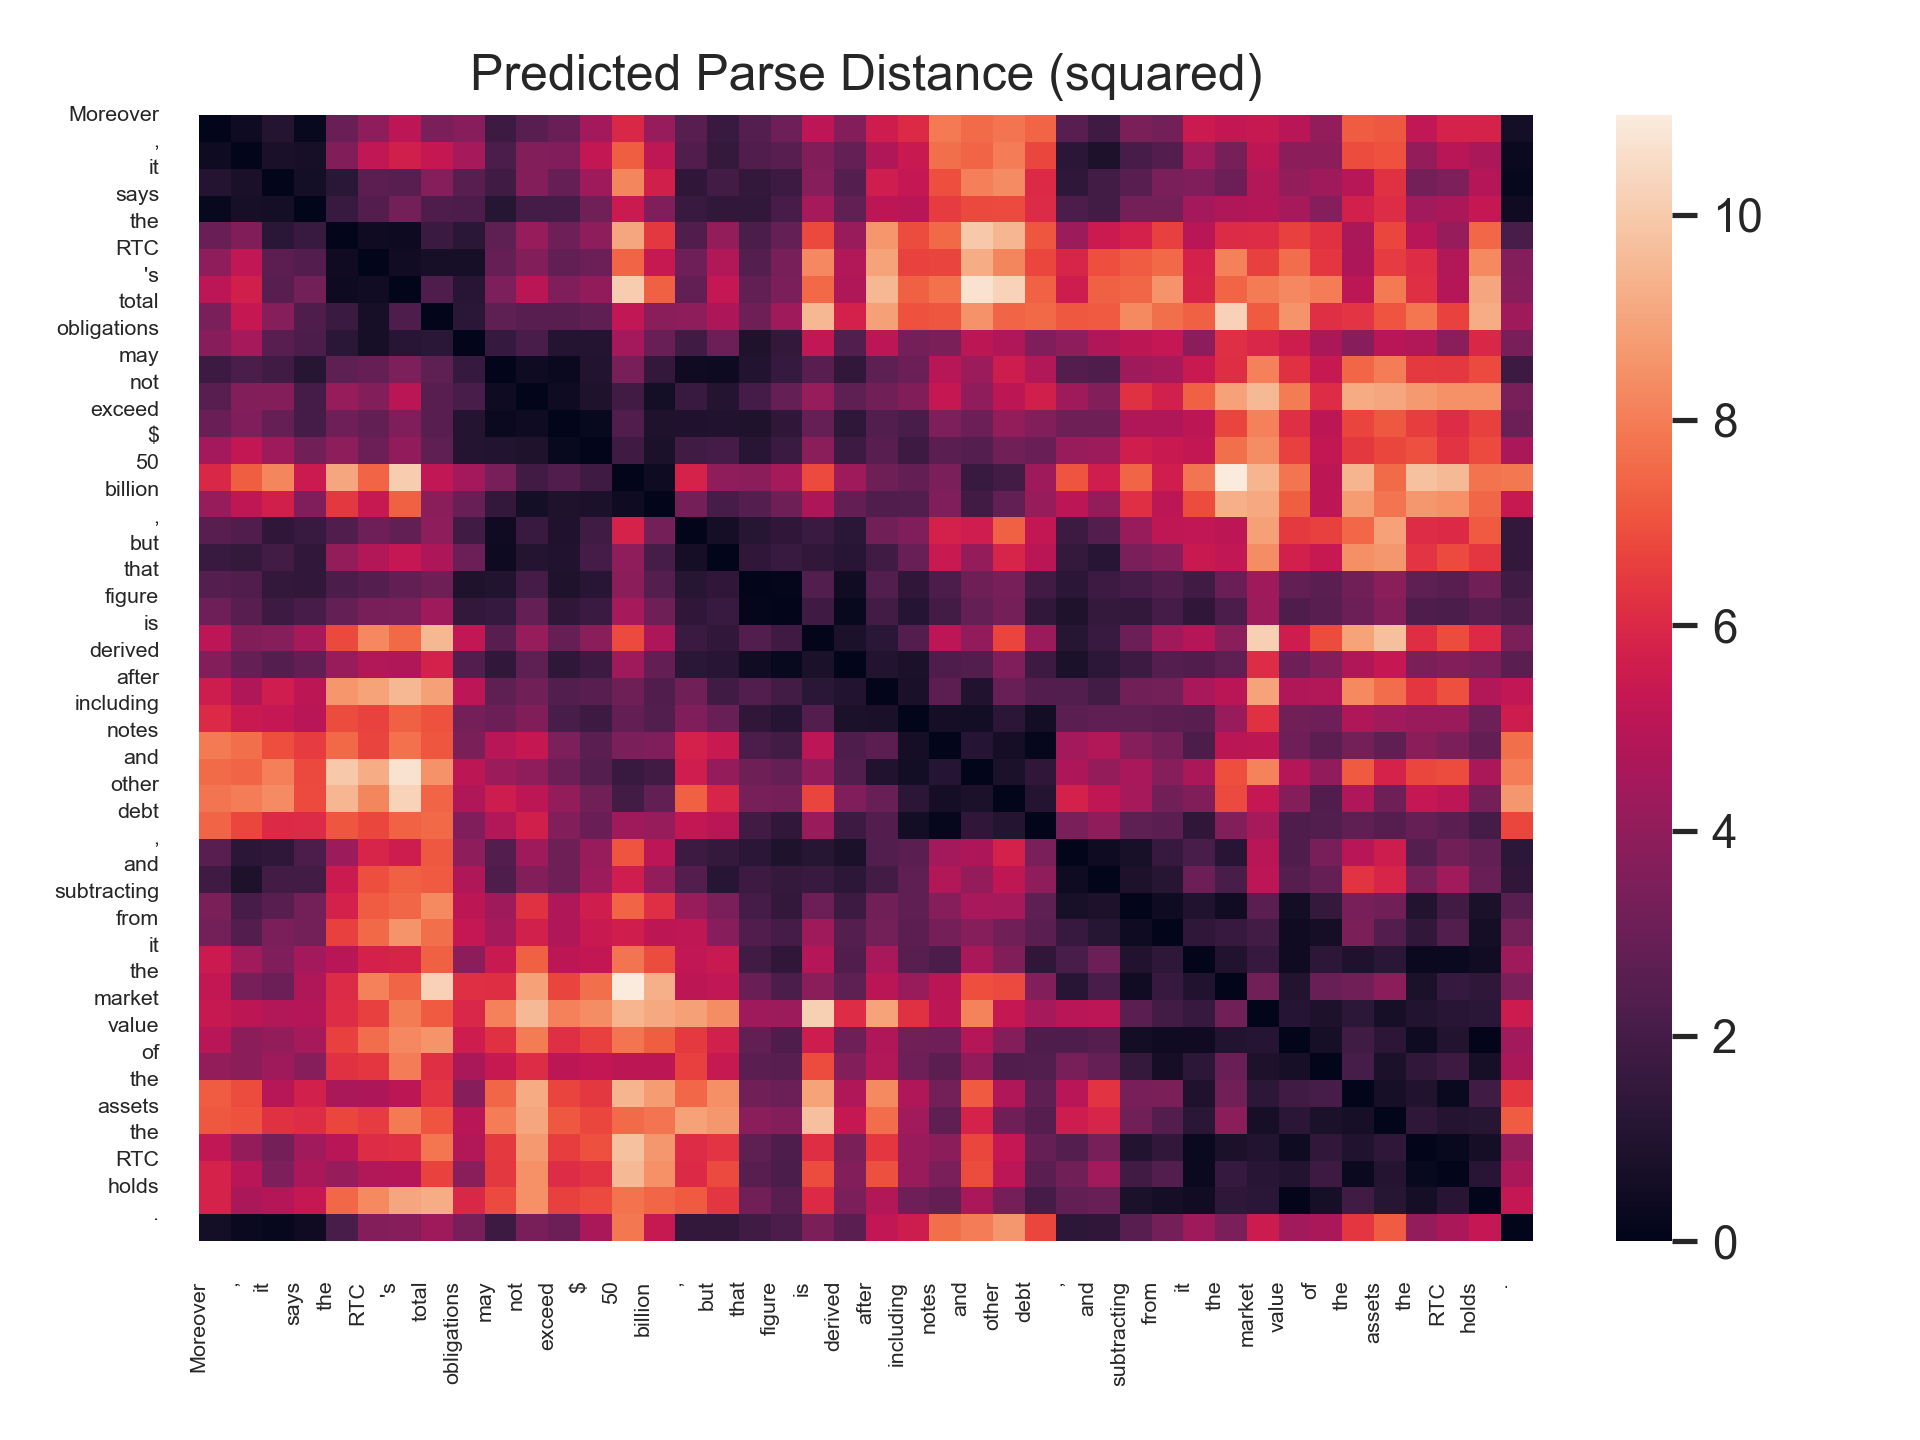 Predicted Parse Distance (squared)
Moreover
,
it
says
the
RTC
's
total
obligations
may
not
exceed
$
50
billion
,
but
that
figure
is
derived
after
including
notes
and
other
debt
,
and
subtracting
from
it
the
market
value
of
the
assets
the
RTC
holds
.
10
8
6
4
2
0
Moreover
,
it
says
the
RTC
's
total
obligations
may
not
exceed
$
50
billion
,
but
that
figure
is
derived
after
including
notes
and
other
debt
,
and
subtracting
from
it
the
market
value
of
the
assets
the
RTC
holds
.